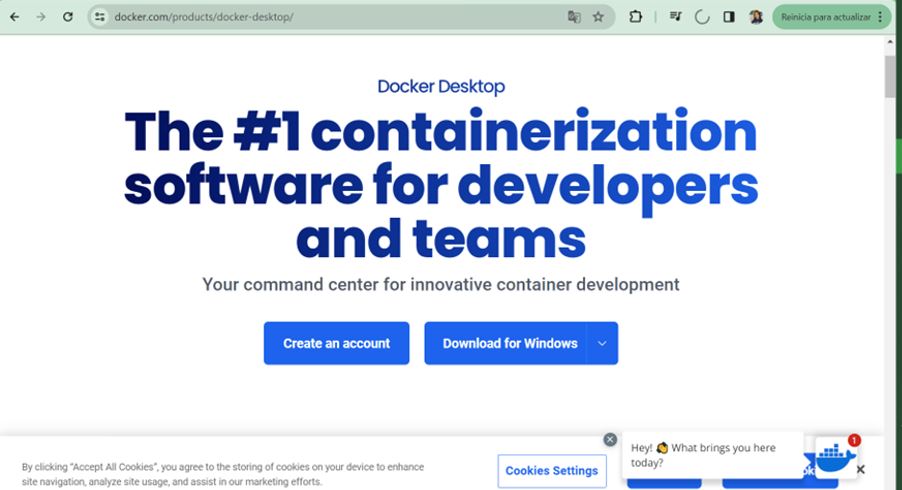 docker.com/products/docker-desktop/
Reinicia para actualizar
Docker Desktop
The #1 containerization
software for developers
and teams
Your command center for innovative container development
Create an account
Download for Windows
Hey! 👋 What brings you here
today?
1
By clicking “Accept All Cookies”, you agree to the storing of cookies on your device to enhance
site navigation, analyze site usage, and assist in our marketing efforts.
Cookies Settings